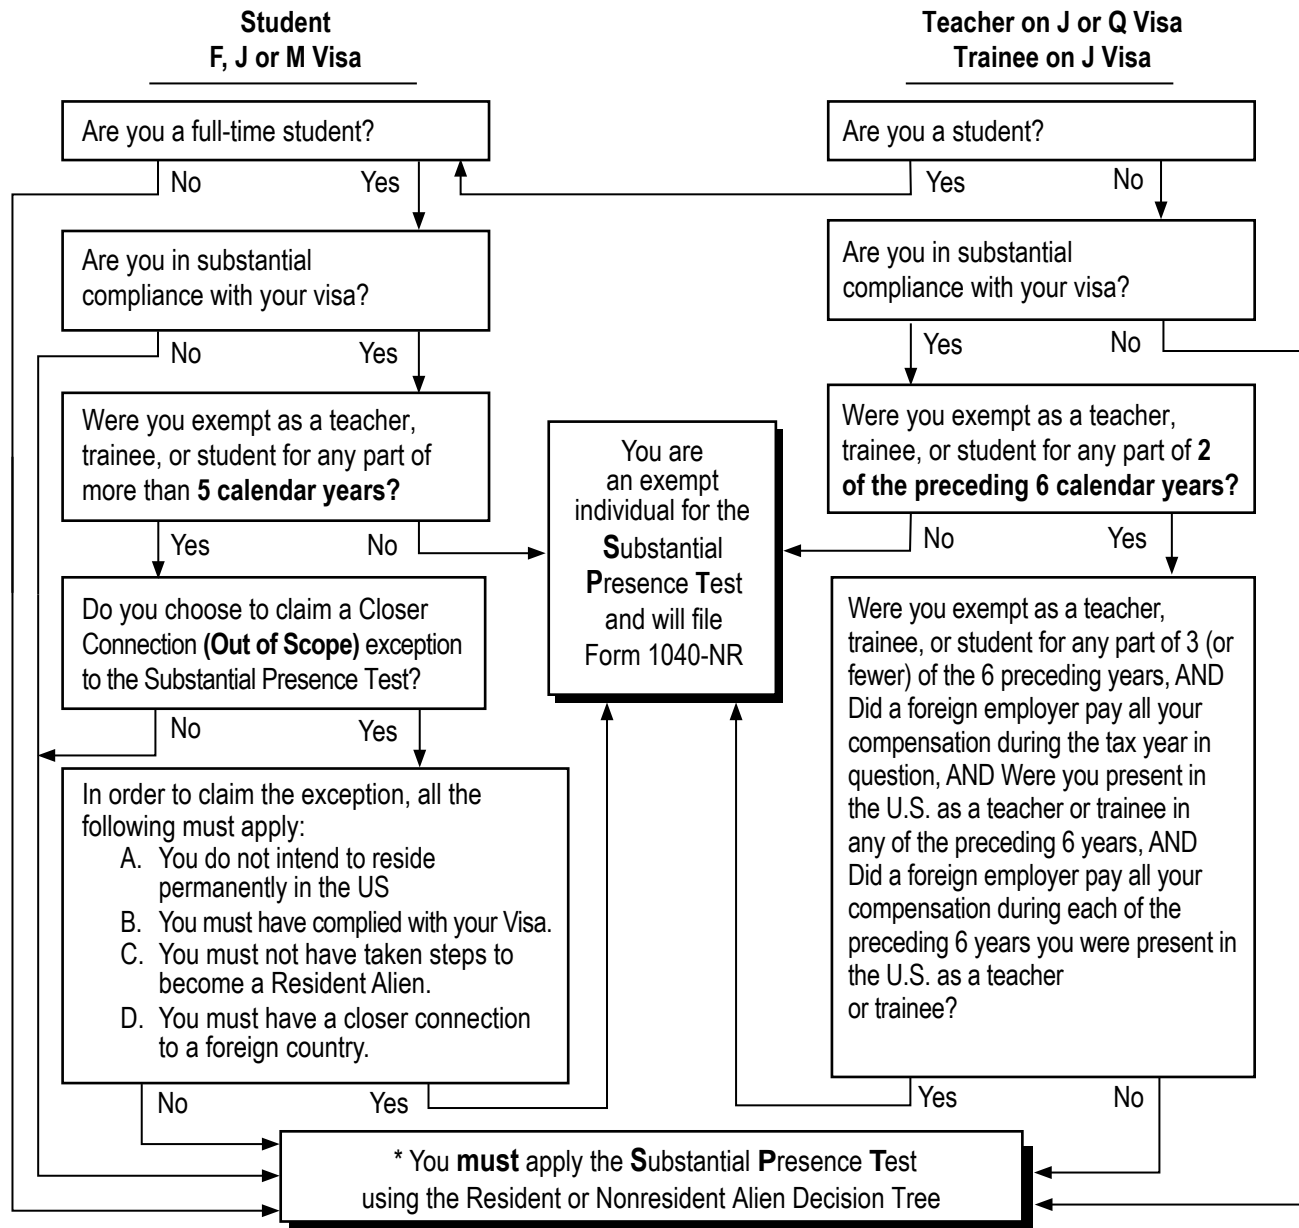 Student
F, J or M Visa
Are you a full-time student?
No
Yes
Are you in substantial
compliance with your visa?
No
Yes
Were you exempt as a teacher,
trainee, or student for any part of
more than 5 calendar years?
Yes
No
Do you choose to claim a Closer
Connection (Out of Scope) exception
to the Substantial Presence Test?
No
Yes
In order to claim the exception, all the
following must apply:
A. You do not intend to reside
permanently in the US
B. You must have complied with your Visa.
C. You must not have taken steps to
become a Resident Alien.
D. You must have a closer connection
to a foreign country.
No
Yes
You are
an exempt
individual for the
Substantial
Presence Test
and will file
Form 1040-NR
Teacher on J or Q Visa
Trainee on J Visa
Are you a student?
Yes
No
Are you in substantial
compliance with your visa?
Yes
No
Were you exempt as a teacher,
trainee, or student for any part of 2
of the preceding 6 calendar years?
No
Yes
Were you exempt as a teacher,
trainee, or student for any part of 3 (or
fewer) of the 6 preceding years, AND
Did a foreign employer pay all your
compensation during the tax year in
question, AND Were you present in
the U.S. as a teacher or trainee in
any of the preceding 6 years, AND
Did a foreign employer pay all your
compensation during each of the
preceding 6 years you were present in
the U.S. as a teacher
or trainee?
Yes
No
* You must apply the Substantial Presence Test
using the Resident or Nonresident Alien Decision Tree